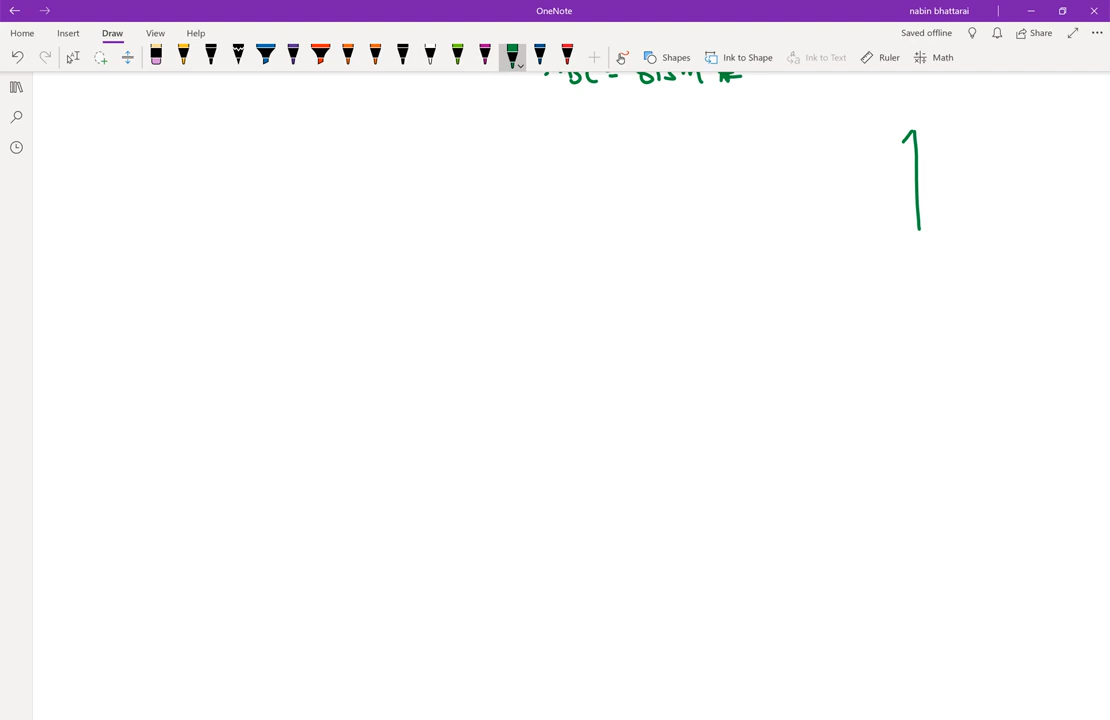 OneNote
nabin bhattarai
Home Insert Draw View Help
Saved offline Share
Shapes Ink to Shape Ink to Text Ruler Math
1